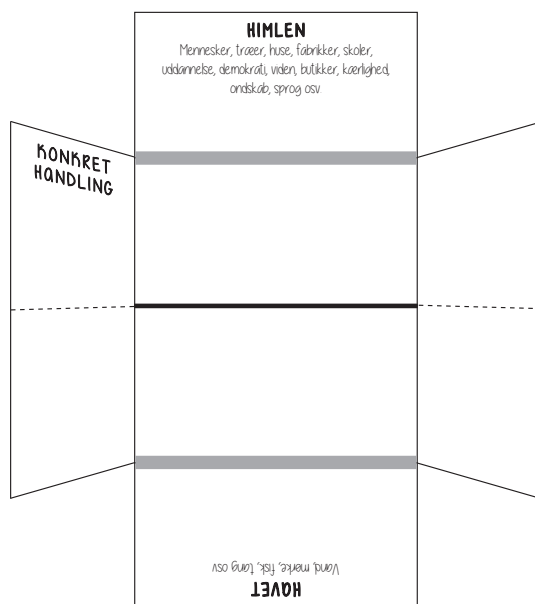 HIMLEN
Mennesker, træer, huse, fabrikker, skoler,
uddannelse, demokrati, viden, butikker, kærlighed,
ondskab, sprog osv.
KONKRET
HANDLING
Vand, mørke, fisk, tang osv
HAVET